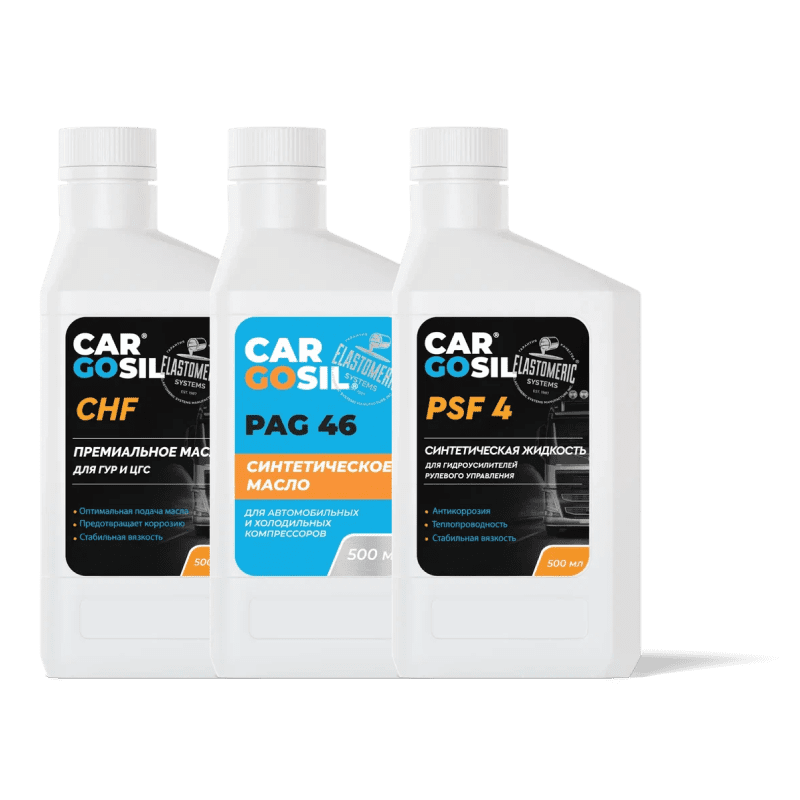 CAR®
GOSIL
ELASTOMERIC
SYSTEMS
CHF
ПРЕМИАЛЬНОЕ МАС
ДЛЯ ГУР И ЦГС
• Оптимальная подача масла
• Предотвращает коррозию
• Стабильная вязкость
500
CAR
GOSIL®
ELASTOMERIC
SYSTEMS
PAG 46
СИНТЕТИЧЕСКОЕ
МАСЛО
ДЛЯ АВТОМОБИЛЬНЫХ
И ХОЛОДИЛЬНЫХ
КОМПРЕССОРОВ
500 м
CAR®
GOSIL
ELASTOMERIC
SYSTEMS
PSF 4
СИНТЕТИЧЕСКАЯ ЖИДКОСТЬ
ДЛЯ ГИДРОУСИЛИТЕЛЕЙ
РУЛЕВОГО УПРАВЛЕНИЯ
• Антикоррозия
• Теплопроводность
• Стабильная вязкость
500 мл